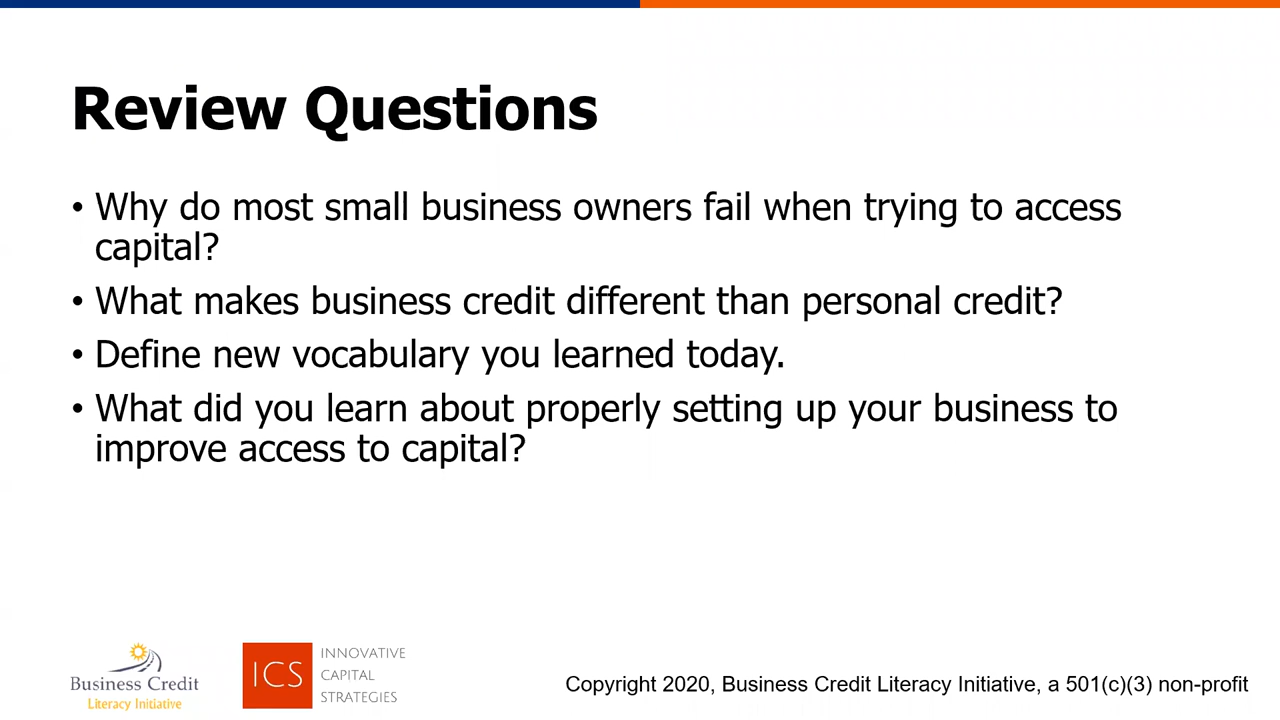 Review Questions
• Why do most small business owners fail when trying to access
capital?
• What makes business credit different than personal credit?
• Define new vocabulary you learned today.
• What did you learn about properly setting up your business to
improve access to capital?
Business Credit
Literacy Initiative
ICS
INNOVATIVE
CAPITAL
STRATEGIES
Copyright 2020, Business Credit Literacy Initiative, a 501(c)(3) non-profit